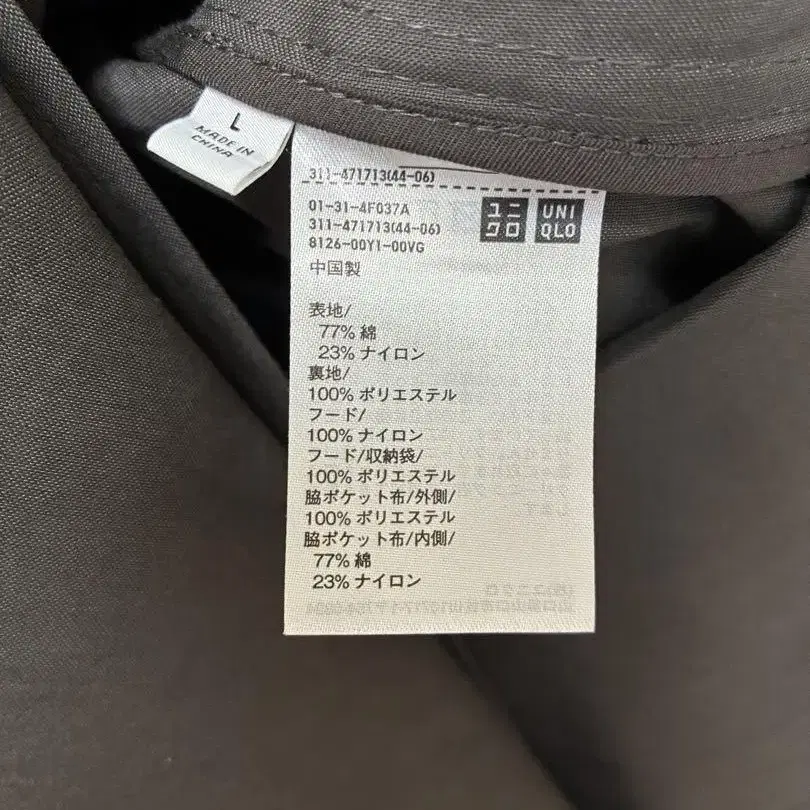 L
MADE IN
CHINA
311-471713(44-06)
01-31-4F037A
311-471713(44-06)
8126-00Y1-00VG
ユニ
クロ
UNI
QLO
中国製
表地/
77% 綿
23% ナイロン
裏地/
100% ポリエステル
フード/
100% ナイロン
フード/収納袋/
100% ポリエステル
脇ポケット布/外側/
100% ポリエステル
脇ポケット布/内側/
77% 綿
23% ナイロン